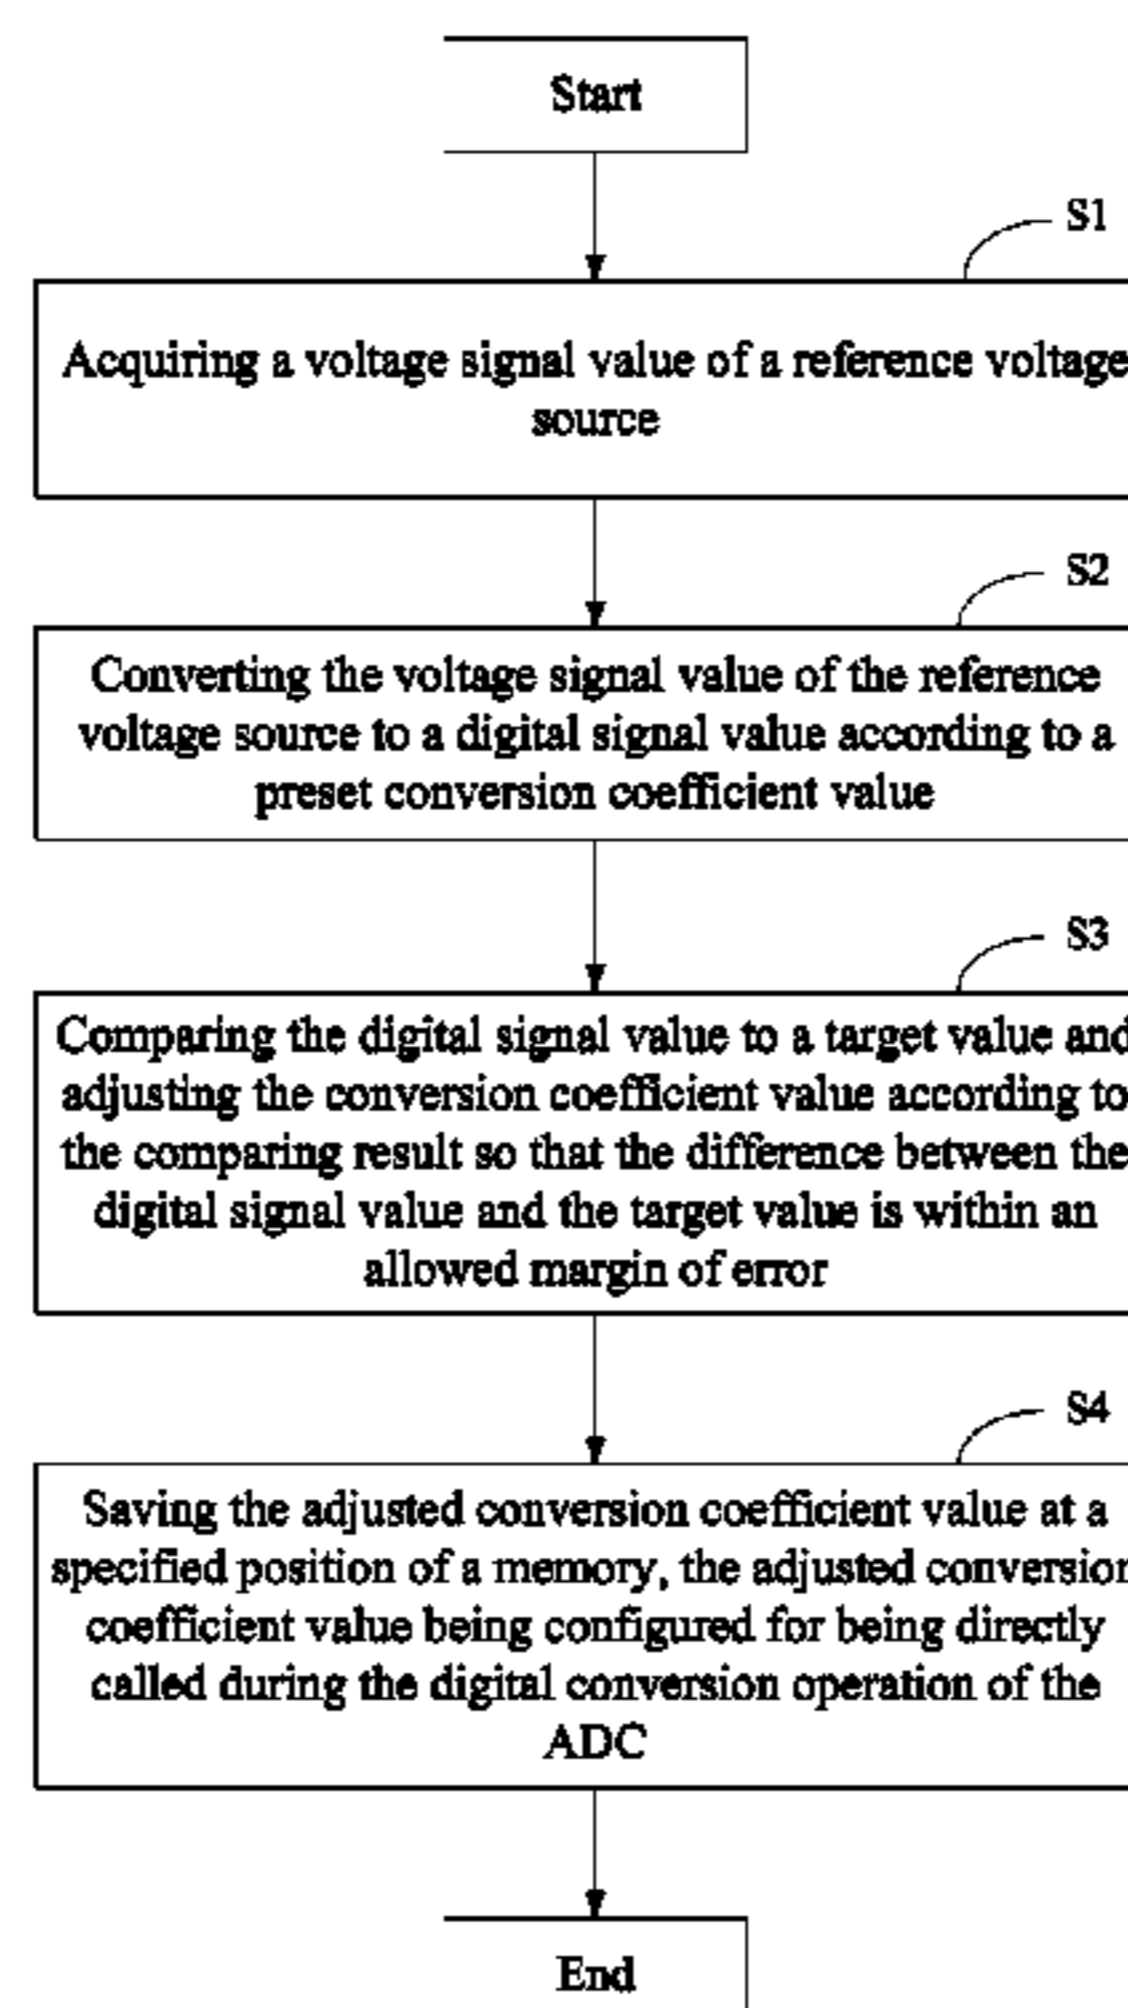 Start
S1
Acquiring a voltage signal value of a reference voltage
source
S2
Converting the voltage signal value of the reference
voltage source to a digital signal value according to a
preset conversion coefficient value
S3
Comparing the digital signal value to a target value and
adjusting the conversion coefficient value according to
the comparing result so that the difference between the
digital signal value and the target value is within an
allowed margin of error
S4
Saving the adjusted conversion coefficient value at a
specified position of a memory, the adjusted conversion
coefficient value being configured for being directly
called during the digital conversion operation of the
ADC
End